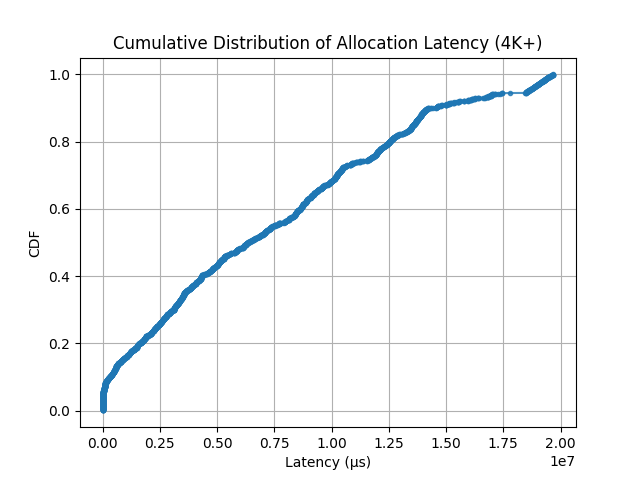 Cumulative Distribution of Allocation Latency (4K+)
1.0
0.8
0.6
0.4
0.2
0.0
CDF
0.00 0.25 0.50 0.75 1.00 1.25 1.50 1.75 2.00
1e7
Latency (µs)